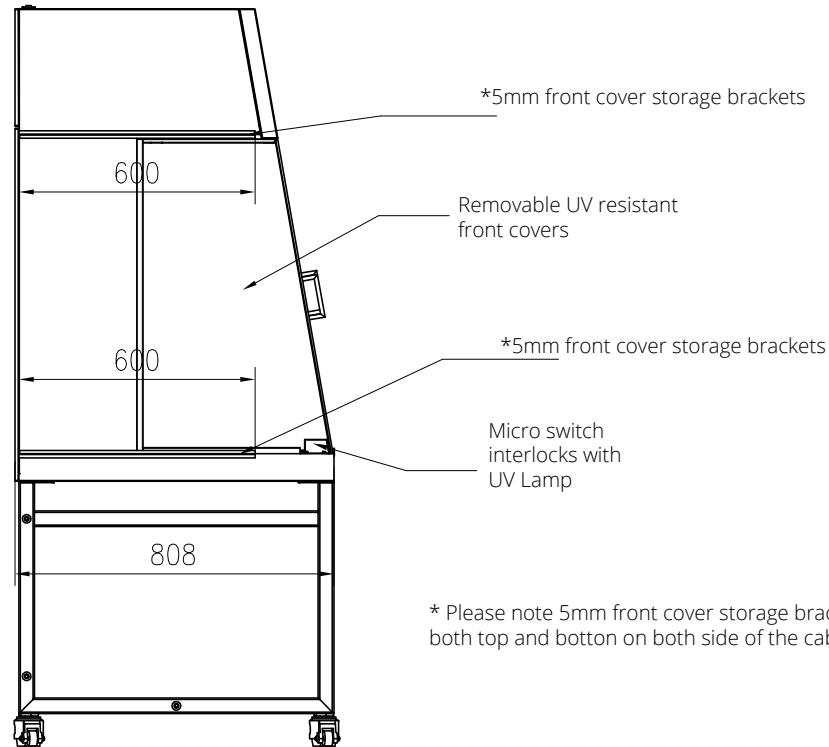 *5mm front cover storage brackets
600
Removable UV resistant
front covers
*5mm front cover storage brackets
600
Micro switch
interlocks with
UV Lamp
808
* Please note 5mm front cover storage
both top and botton on both side of the